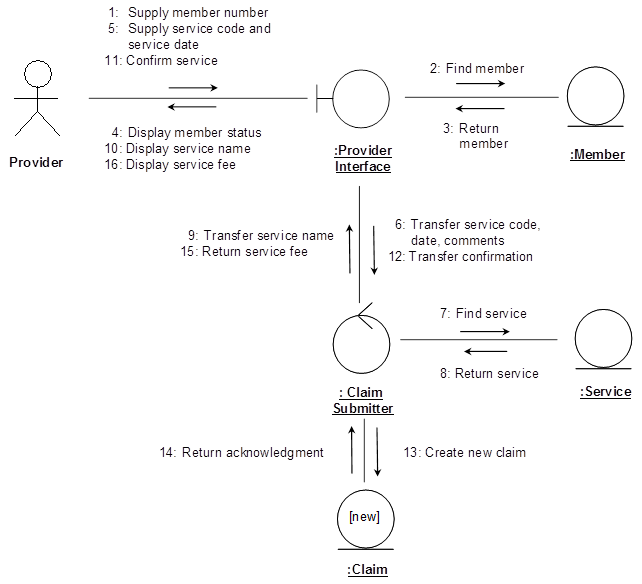 1: Supply member number
5: Supply service code and
service date
11: Confirm service
2: Find member
3: Return
member
4: Display member status
10: Display service name
16: Display service fee
Provider
:Provider
Interface
:Member
9: Transfer service name
15: Return service fee
6: Transfer service code,
date, comments
12: Transfer confirmation
7: Find service
8: Return service
: Claim
Submitter
:Service
14: Return acknowledgment
13: Create new claim
[new]
:Claim